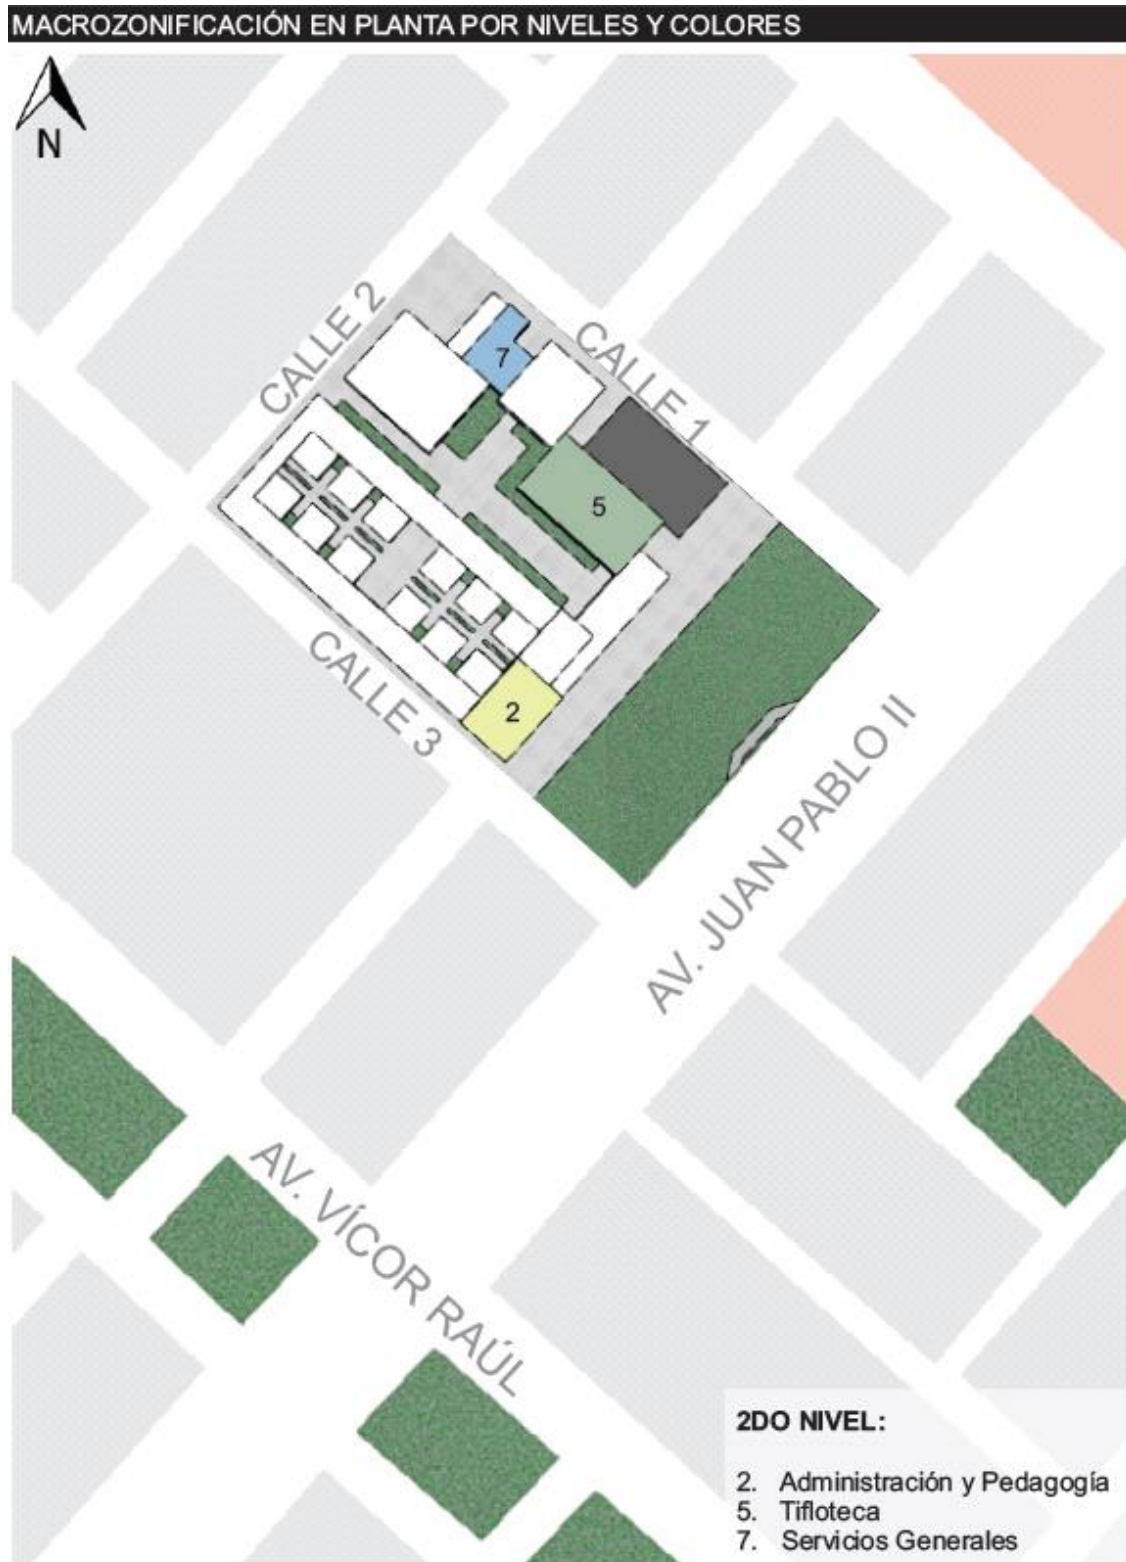 MACROZONIFICACIÓN EN PLANTA POR NIVELES Y COLORES
N
CALLE 2
CALLE 1
7
5
2
CALLE 3
AV. JUAN PABLO II
AV. VÍCOR RAÚL
2DO NIVEL:
2. Administración y Pedagogía
5. Tifloteca
7. Servicios Generales